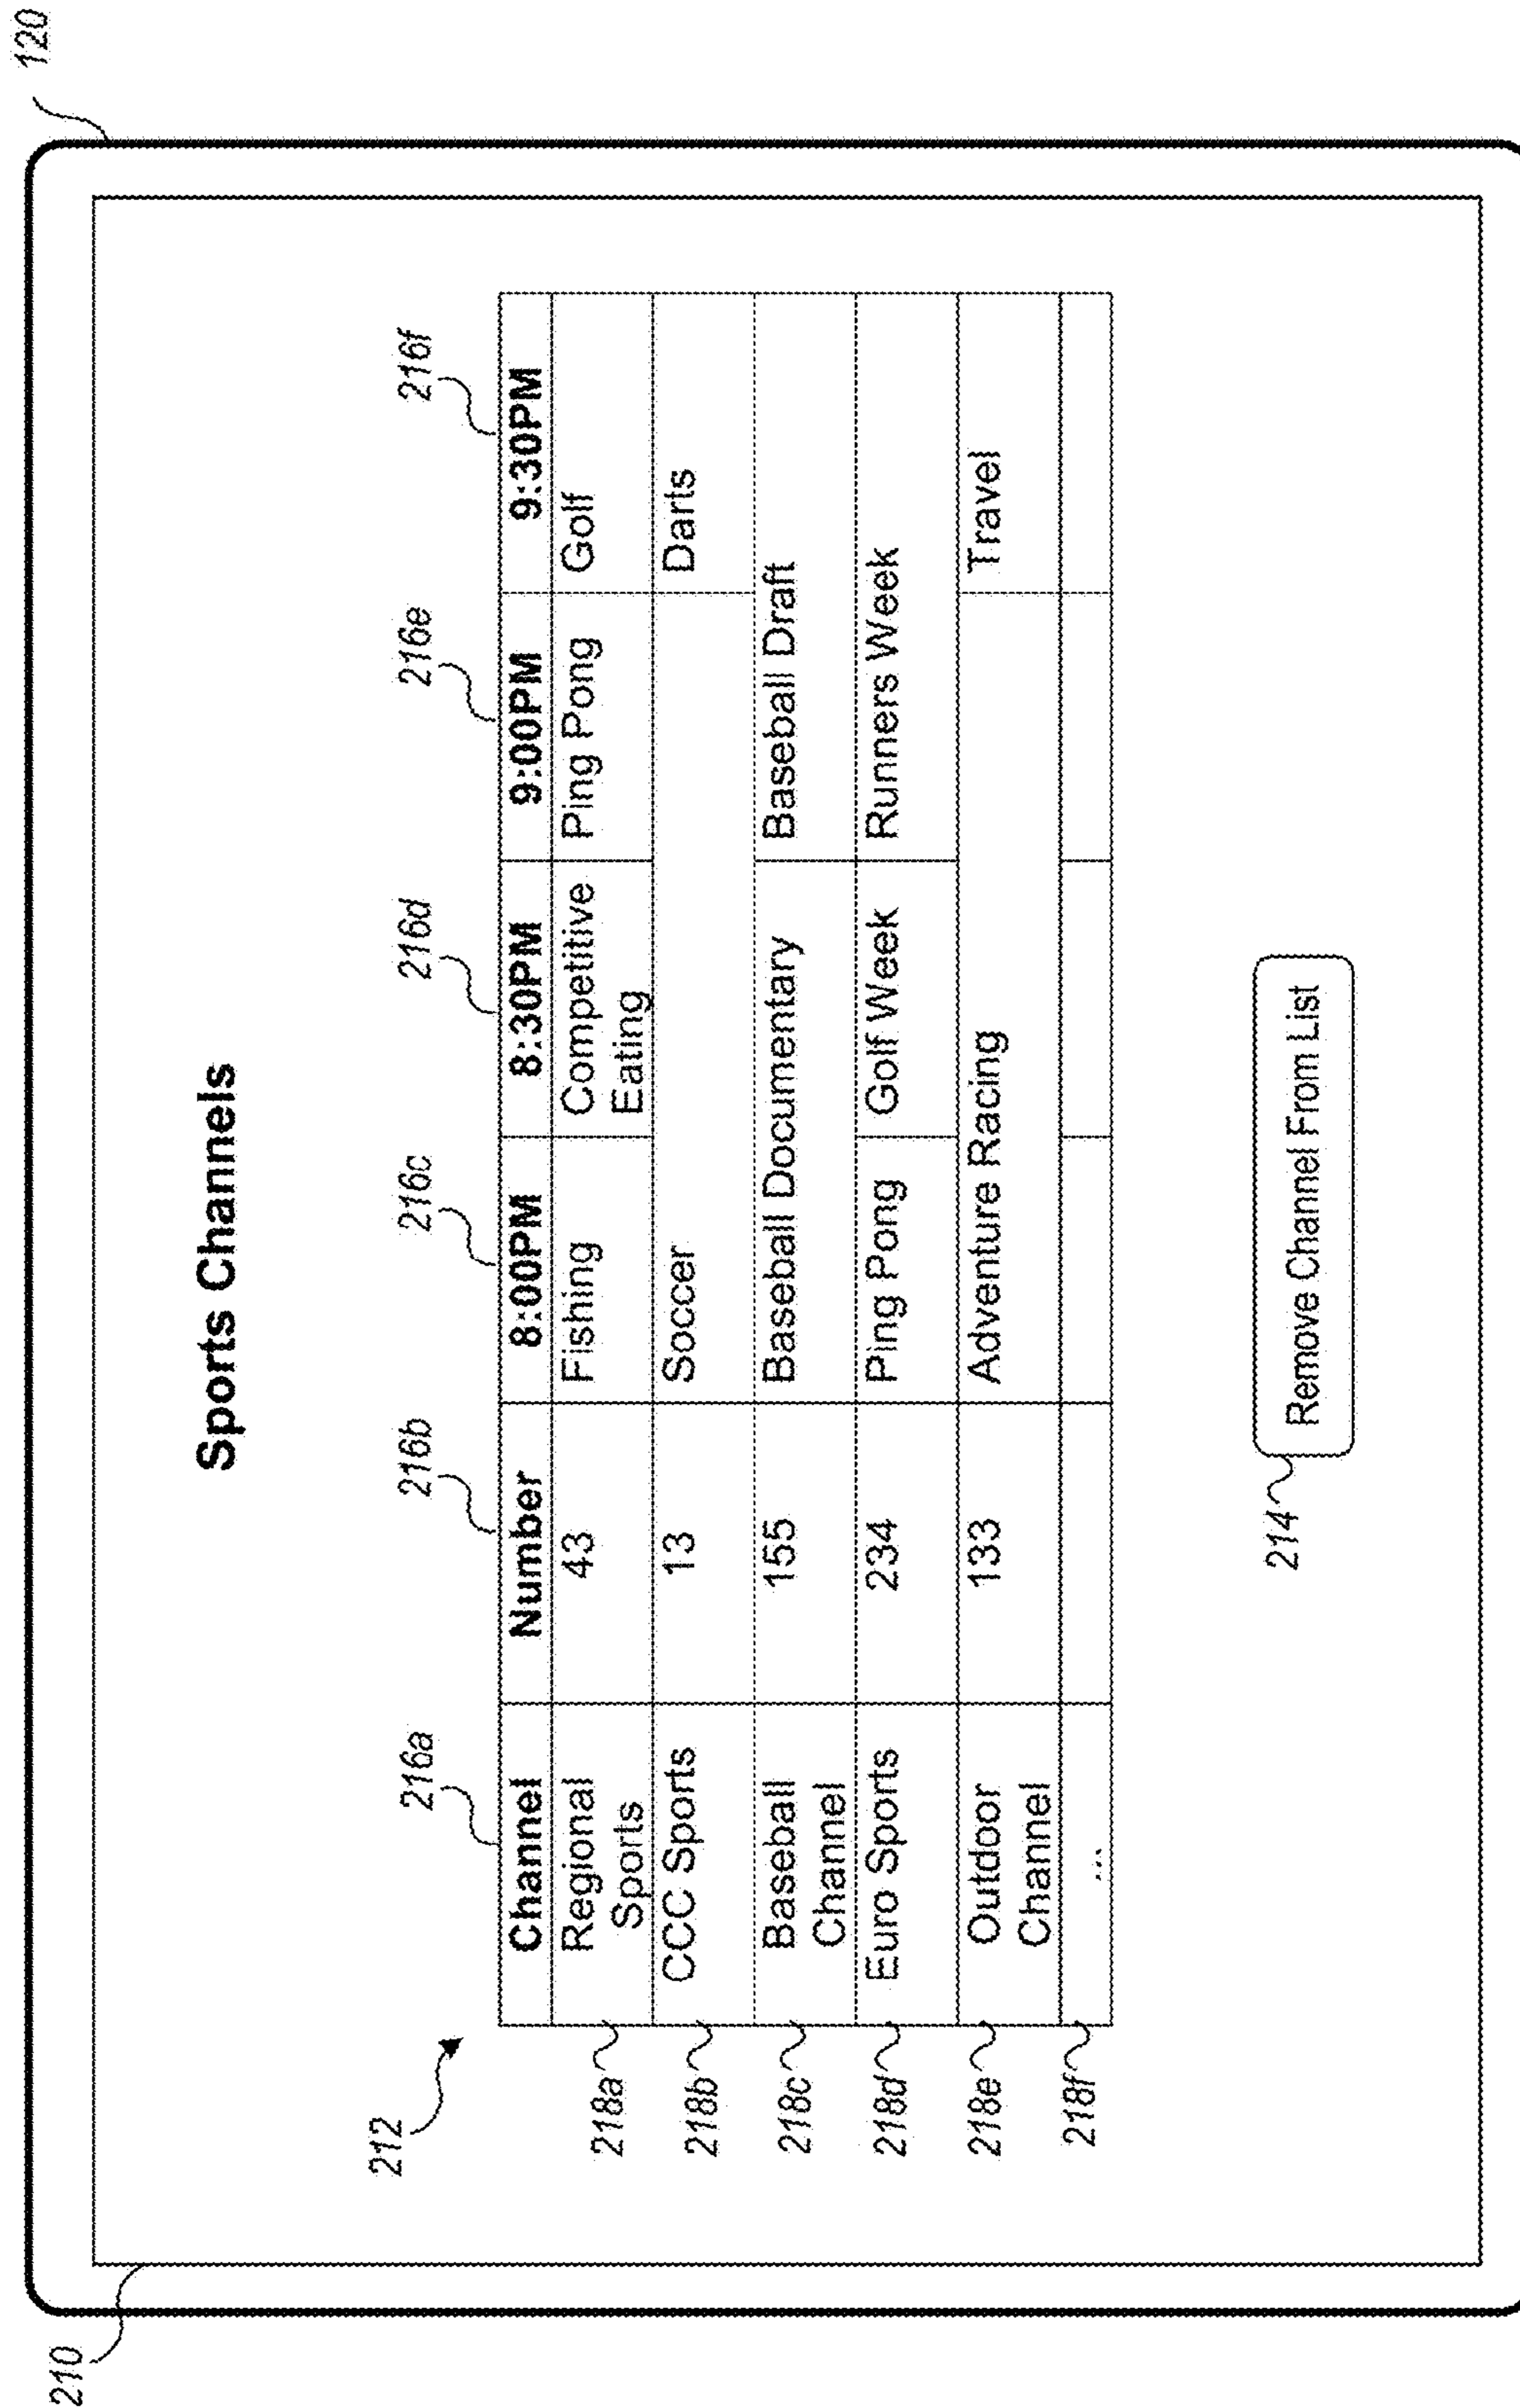 120
210
Sports Channels
212
216a 216b 216c 216d 216e 216f
Channel Number 8:00PM 8:30PM 9:00PM 9:30PM
218a Regional Sports 43 Fishing Competitive Eating Ping Pong Golf
218b CCC Sports 13 Soccer Darts
218c Baseball Channel 155 Baseball Documentary Baseball Draft
218d Euro Sports 234 Ping Pong Golf Week Runners Week
218e Outdoor Channel 133 Adventure Racing Travel
218f ...
214 Remove Channel From List